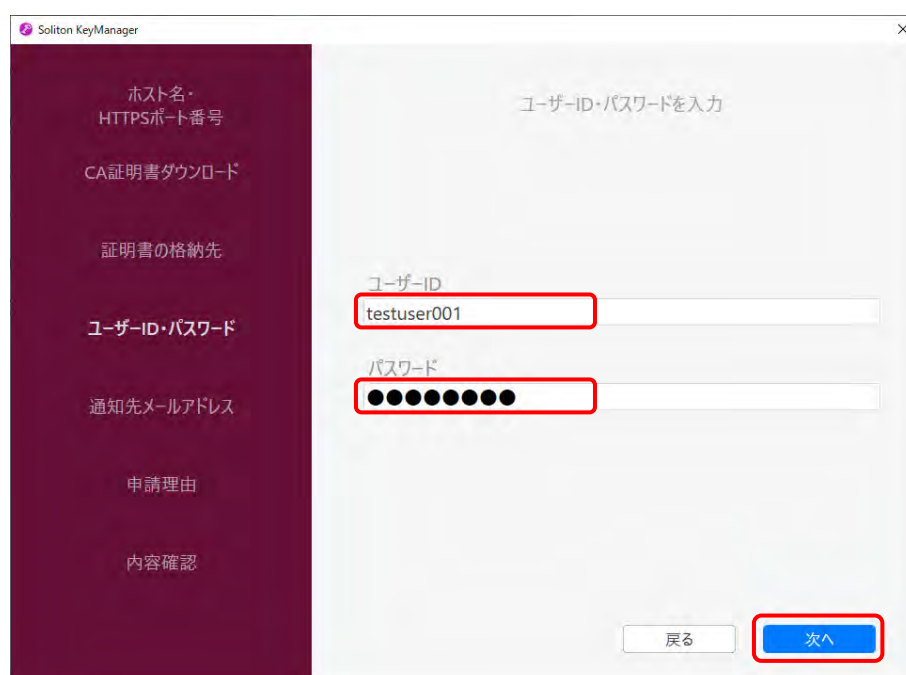 Soliton KeyManager
ホスト名・
HTTPSポート番号
CA証明書ダウンロード
証明書の格納先
ユーザーID・パスワード
通知先メールアドレス
申請理由
内容確認
ユーザーID・パスワードを入力
ユーザーID
testuser001
パスワード
●●●●●●●●
戻る
次へ